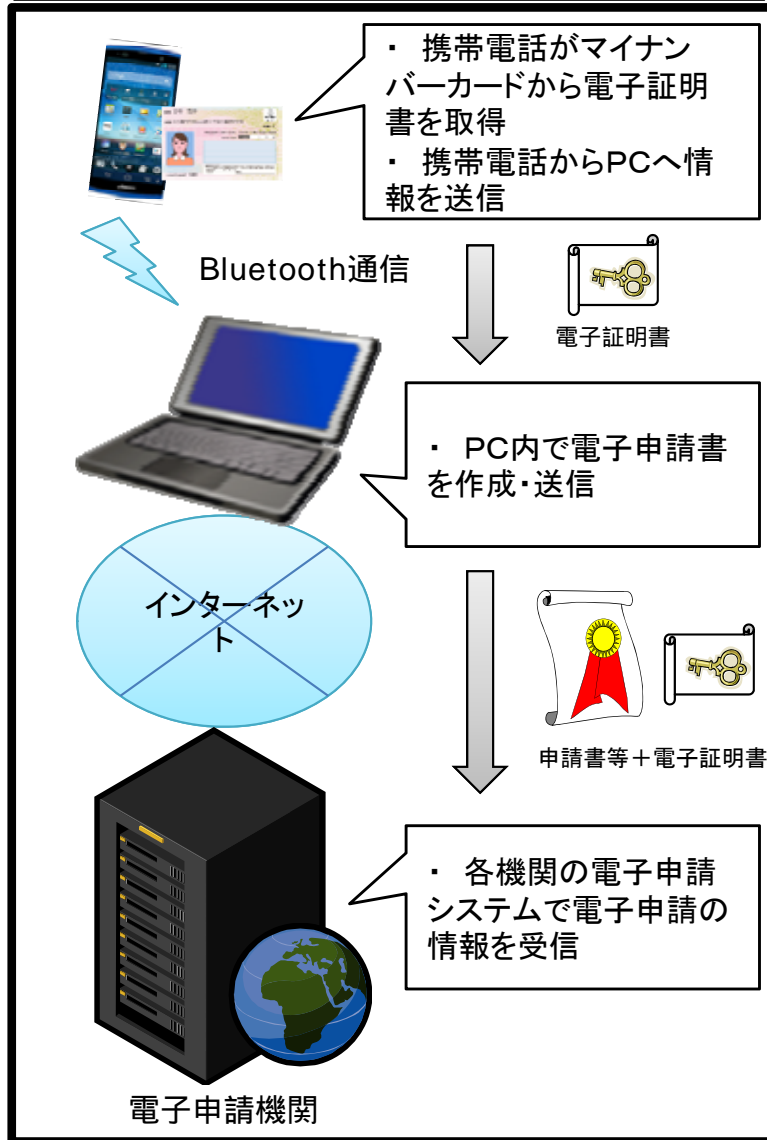 ・ 携帯電話がマイナン
バーカードから電子証明
書を取得
・ 携帯電話からPCへ情
報を送信
Bluetooth通信
電子証明書
・ PC内で電子申請書
を作成・送信
インターネッ
ト
申請書等＋電子証明書
・ 各機関の電子申請
システムで電子申請の
情報を受信
電子申請機関